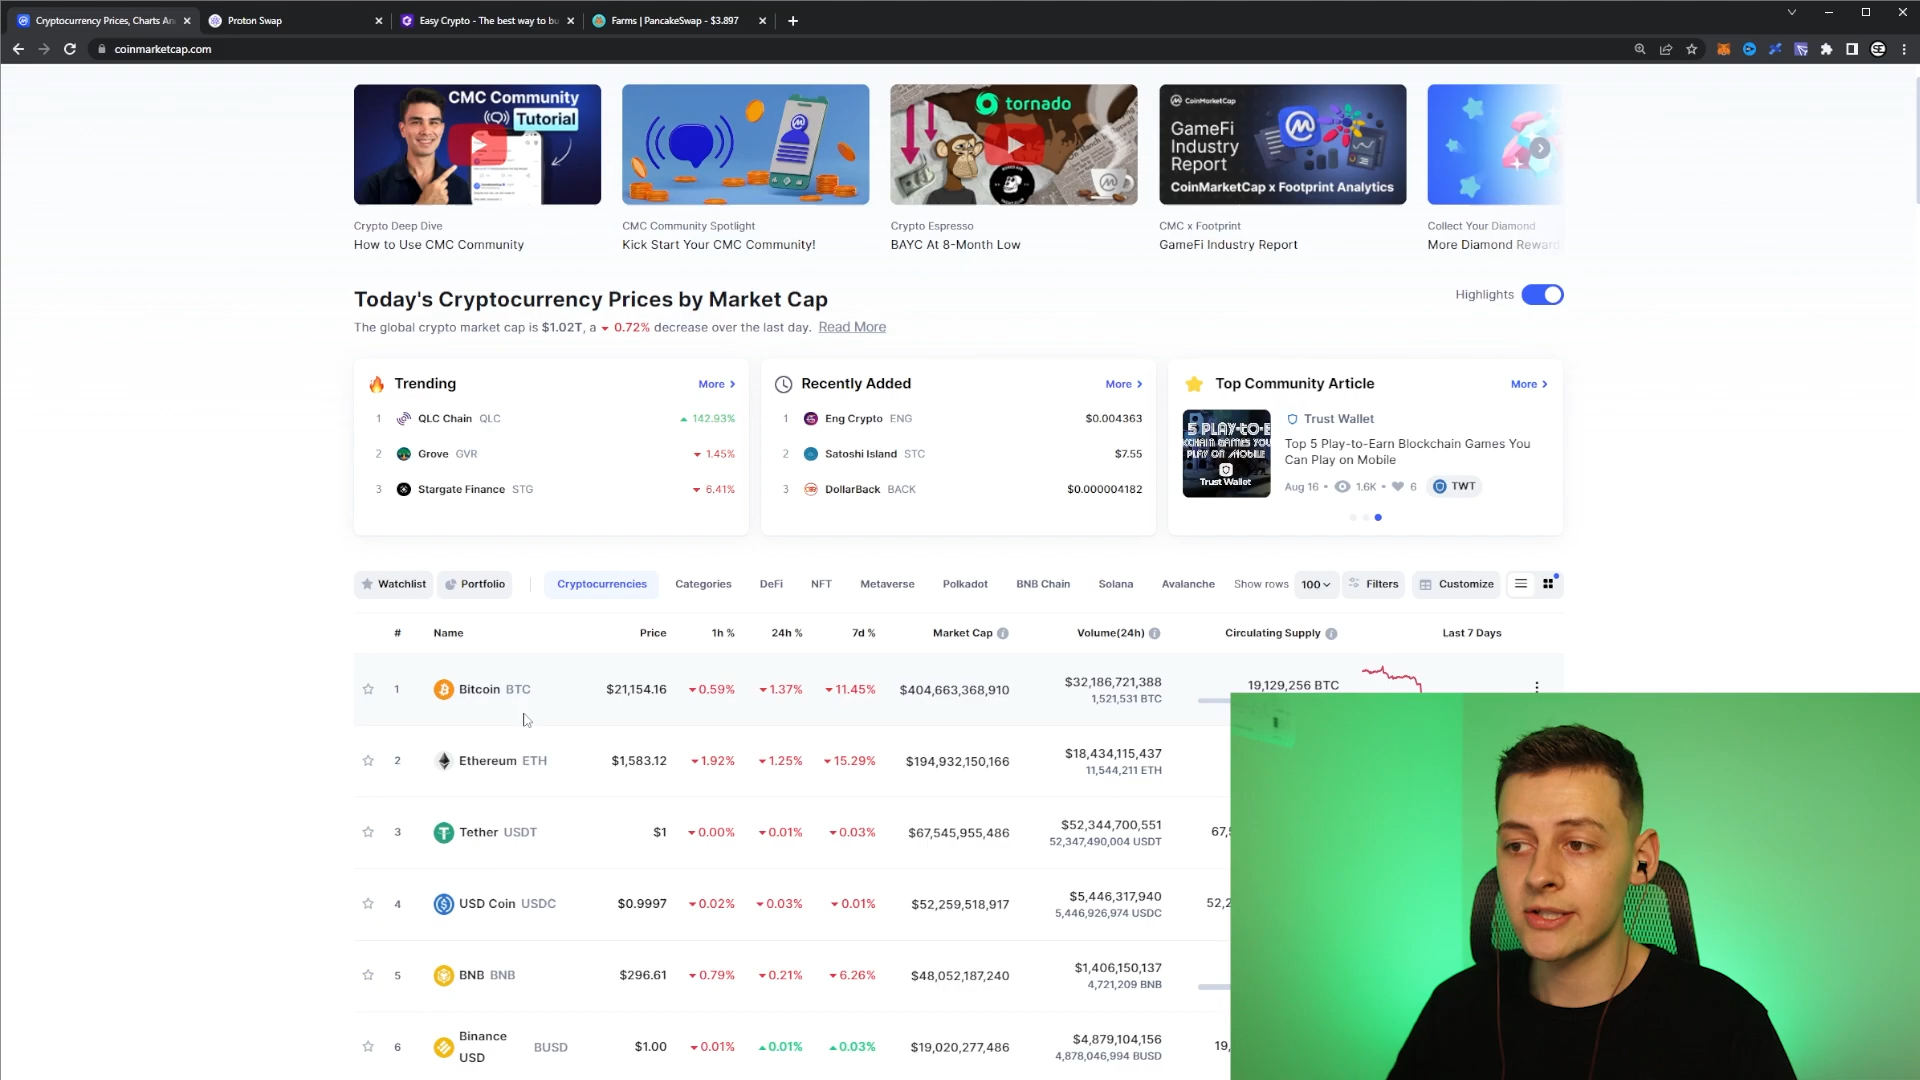 Cryptocurrency Prices, Charts An
Proton Swap
Easy Crypto - The best way to bu
Farms | PancakeSwap - $3.897
coinmarketcap.com
CMC Community
Tutorial
tornado
CoinMarketCap
GameFi
Industry
Report
CoinMarketCap x Footprint Analytics
Crypto Deep Dive
How to Use CMC Community
CMC Community Spotlight
Kick Start Your CMC Community!
Crypto Espresso
BAYC At 8-Month Low
CMC x Footprint
GameFi Industry Report
Collect Your Diamond
More Diamond Reward
Today's Cryptocurrency Prices by Market Cap
Highlights
The global crypto market cap is $1.02T, a 0.72% decrease over the last day. Read More
Trending
More
1 QLC Chain QLC 142.93%
2 Grove GVR 1.45%
3 Stargate Finance STG 6.41%
Recently Added
More
1 Eng Crypto ENG $0.004363
2 Satoshi Island STC $7.55
3 DollarBack BACK $0.000004182
Top Community Article
More
5 PLAY-TO-E
CKCHAIN GAMES YOU
PLAY ON MOBILE
Trust Wallet
Trust Wallet
Top 5 Play-to-Earn Blockchain Games You
Can Play on Mobile
Aug 16 • 1.6K • 6 TWT
Watchlist Portfolio Cryptocurrencies Categories DeFi NFT Metaverse Polkadot BNB Chain Solana Avalanche Show rows 100 Filters Customize
# Name Price 1h % 24h % 7d % Market Cap Volume(24h) Circulating Supply Last 7 Days
1 Bitcoin BTC $21,154.16 0.59% 1.37% 11.45% $404,663,368,910 $32,186,721,388 19,129,256 BTC
1,521,531 BTC
2 Ethereum ETH $1,583.12 1.92% 1.25% 15.29% $194,932,150,166 $18,434,115,437
11,544,211 ETH
3 Tether USDT $1 0.00% 0.01% 0.03% $67,545,955,486 $52,344,700,551 67,
52,347,490,004 USDT
4 USD Coin USDC $0.9997 0.02% 0.03% 0.01% $52,259,518,917 $5,446,317,940 52,2
5,446,926,974 USDC
5 BNB BNB $296.61 0.79% 0.21% 6.26% $48,052,187,240 $1,406,150,137
4,721,209 BNB
6 Binance USD BUSD $1.00 0.01% 0.01% 0.03% $19,020,277,486 $4,879,104,156 19,
4,878,046,994 BUSD